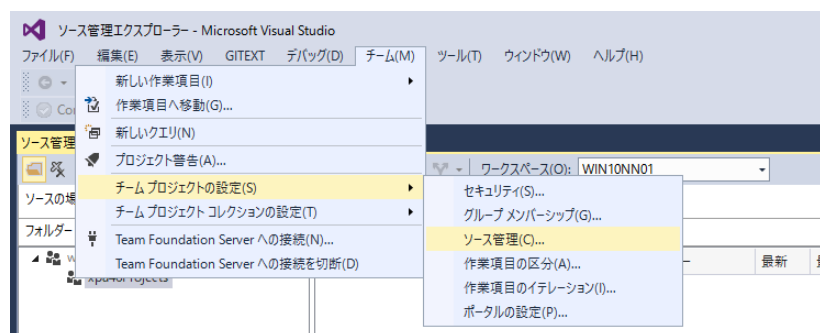 ソース管理エクスプローラー - Microsoft Visual Studio
ファイル(F) 編集(E) 表示(V) GITEXT デバッグ(D) チーム(M) ツール(T) ウィンドウ(W) ヘルプ(H)
新しい作業項目(I)
作業項目へ移動(G)...
新しいクエリ(N)
ソース管理
プロジェクト警告(A)...
ワークスペース(O): WIN10NN01
チーム プロジェクトの設定(S)
セキュリティ(S)...
ソースの場
チーム プロジェクト コレクションの設定(T)
グループ メンバーシップ(G)...
フォルダー
Team Foundation Server への接続(N)...
ソース管理(C)...
Team Foundation Server への接続を切断(D)
作業項目の区分(A)...
最新
作業項目のイテレーション(I)...
ポータルの設定(P)...